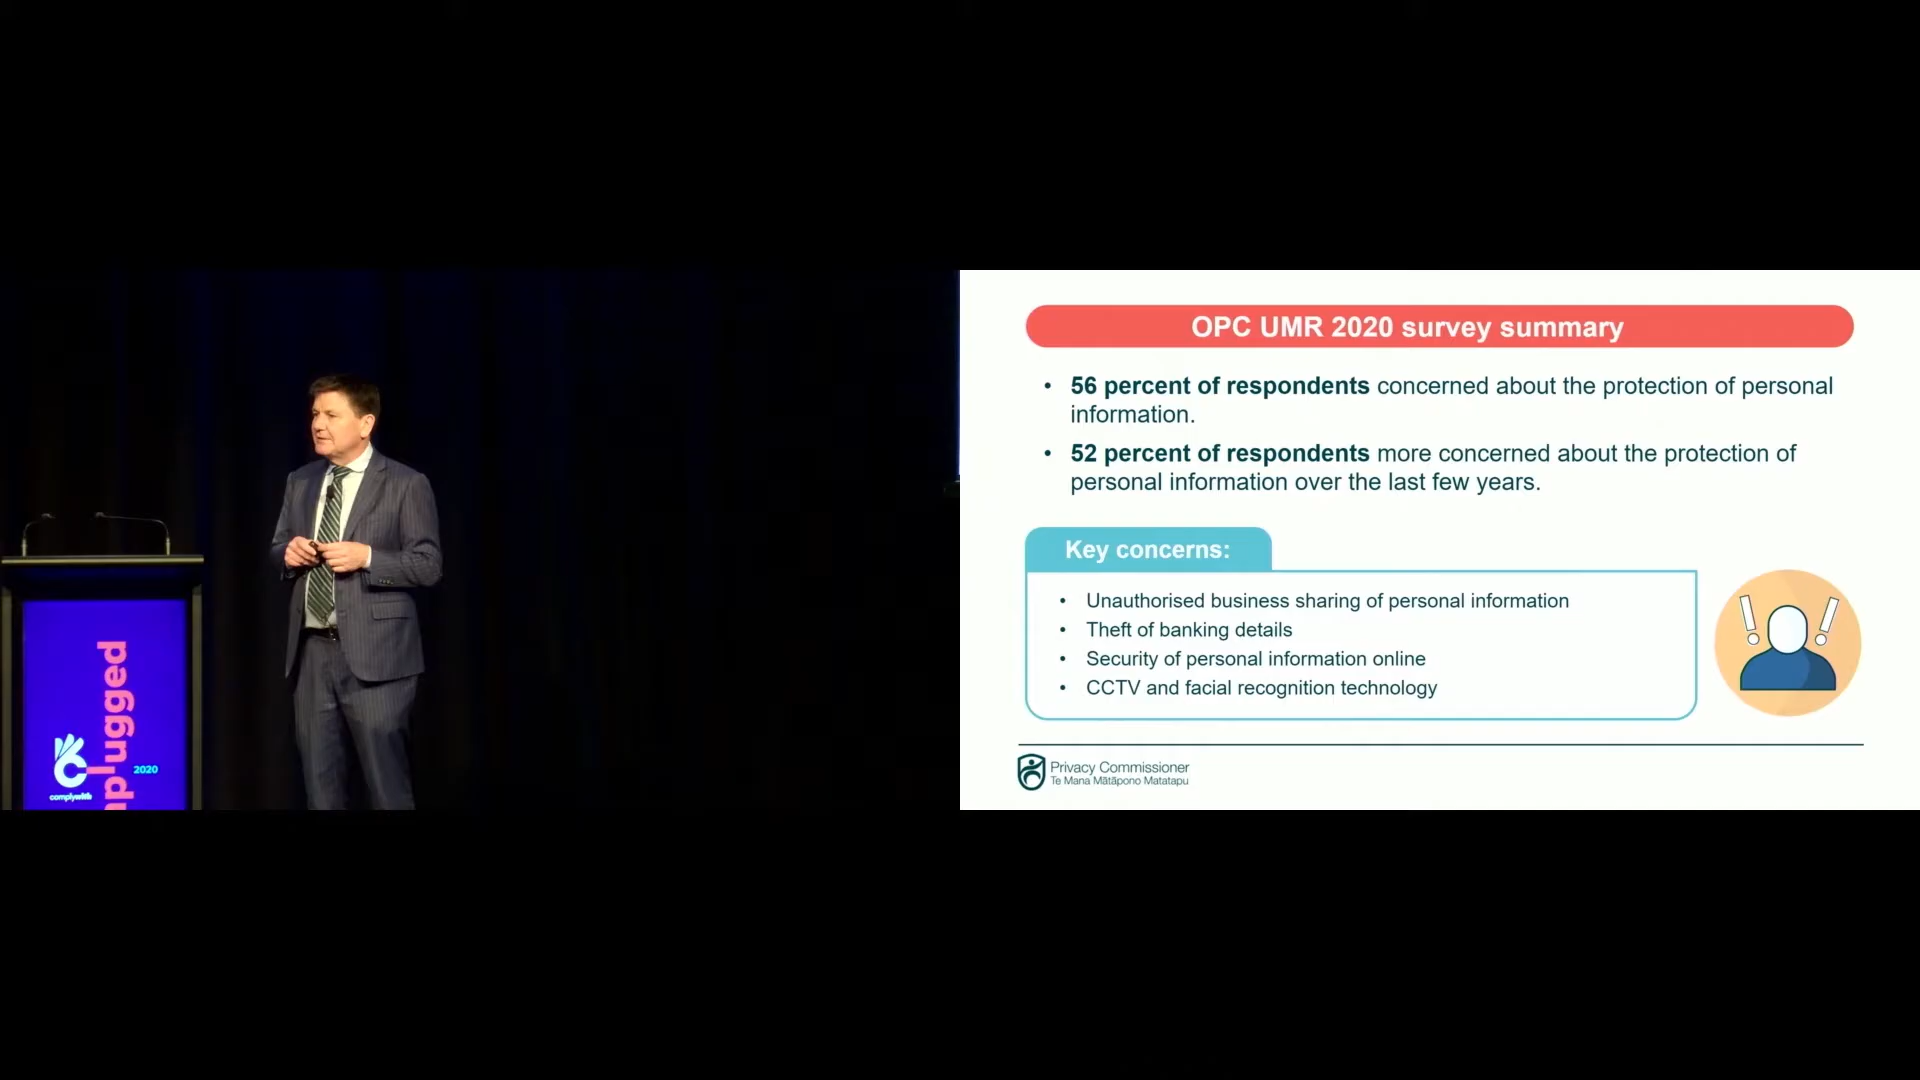 nplugged
2020
complywith
OPC UMR 2020 survey summary
• 56 percent of respondents concerned about the protection of personal
information.
• 52 percent of respondents more concerned about the protection of
personal information over the last few years.
Key concerns:
• Unauthorised business sharing of personal information
• Theft of banking details
• Security of personal information online
• CCTV and facial recognition technology
Privacy Commissioner
Te Mana Mātāpono Matatapu